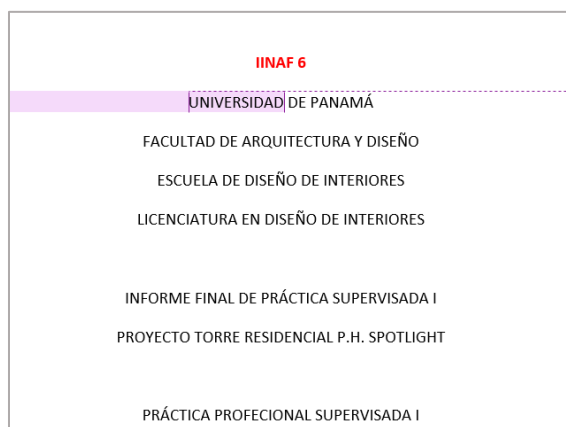 IINAF 6
UNIVERSIDAD DE PANAMÁ
FACULTAD DE ARQUITECTURA Y DISEÑO
ESCUELA DE DISEÑO DE INTERIORES
LICENCIATURA EN DISEÑO DE INTERIORES
INFORME FINAL DE PRÁCTICA SUPERVISADA I
PROYECTO TORRE RESIDENCIAL P.H. SPOTLIGHT
PRÁCTICA PROFECIONAL SUPERVISADA I